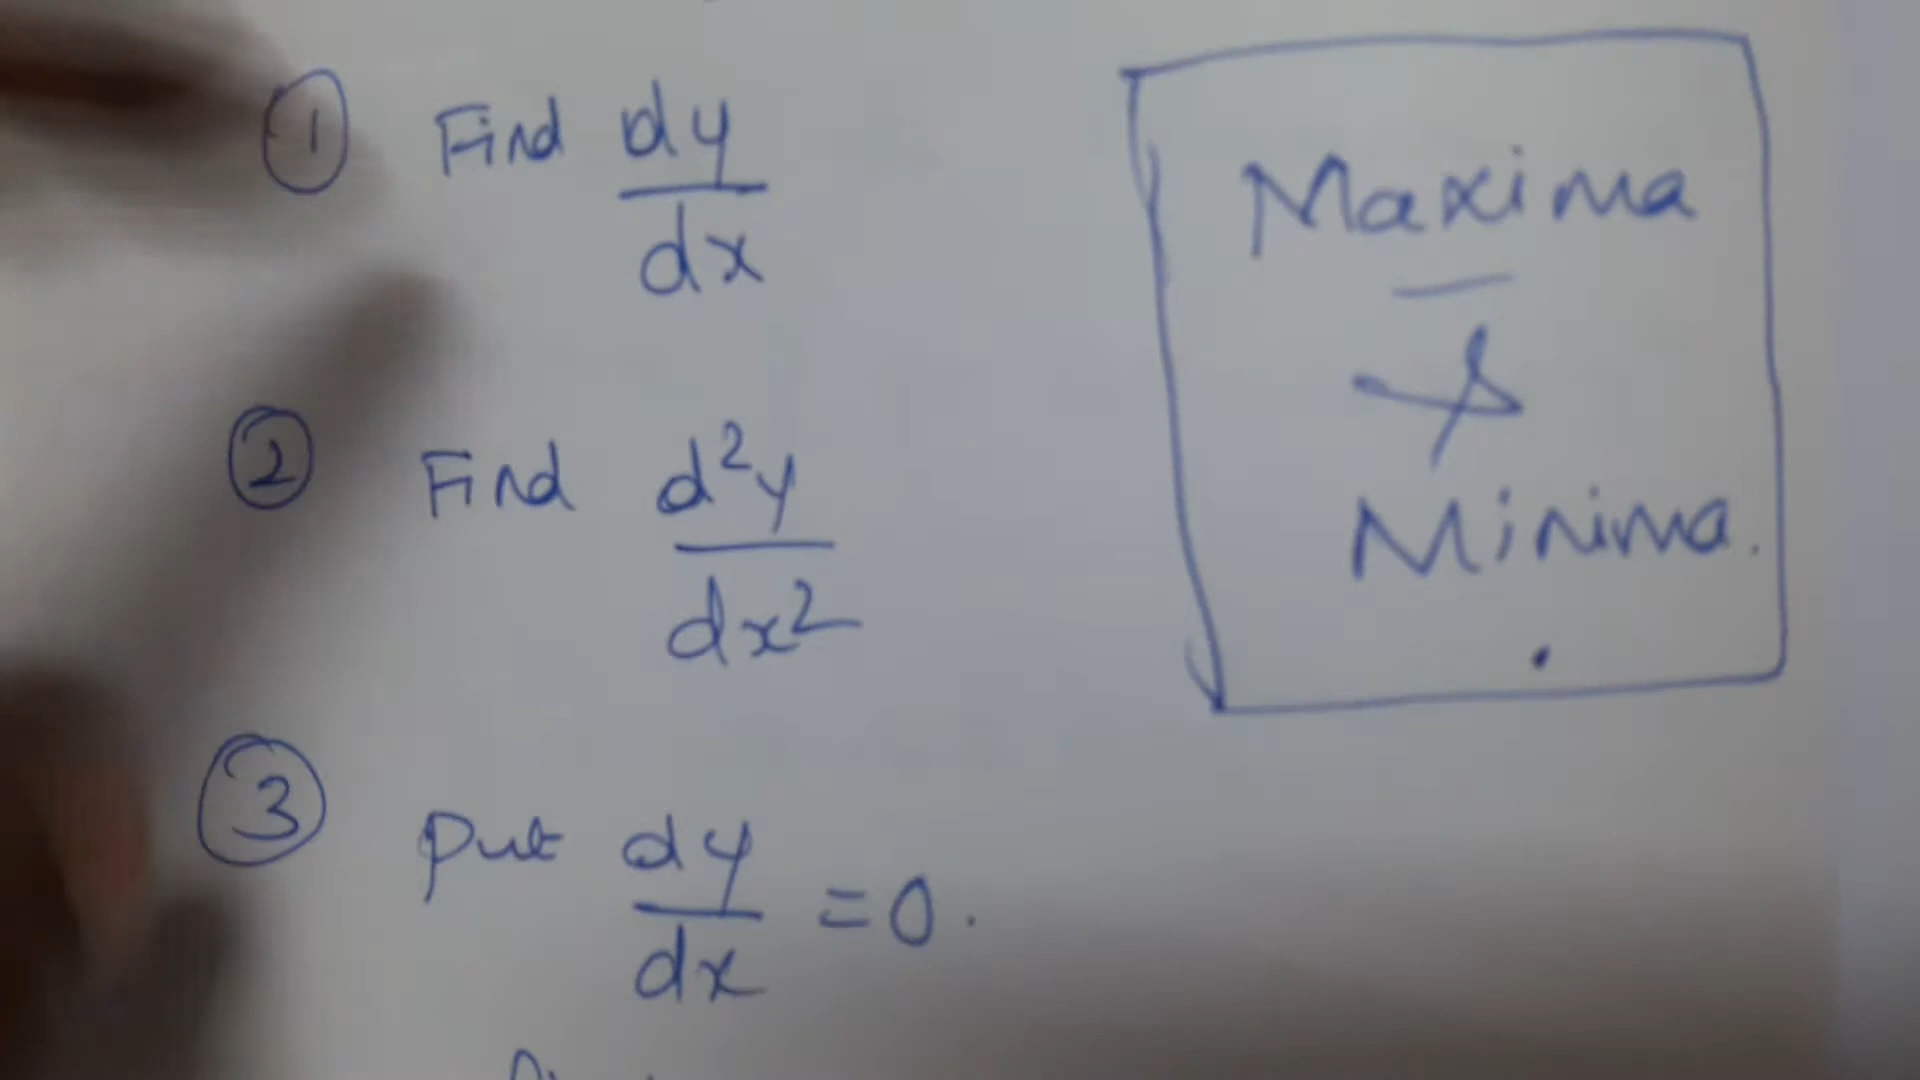 ① Find dy/dx
② Find d²y/dx²
③ Put dy/dx = 0.
Maxima
&
Minima.